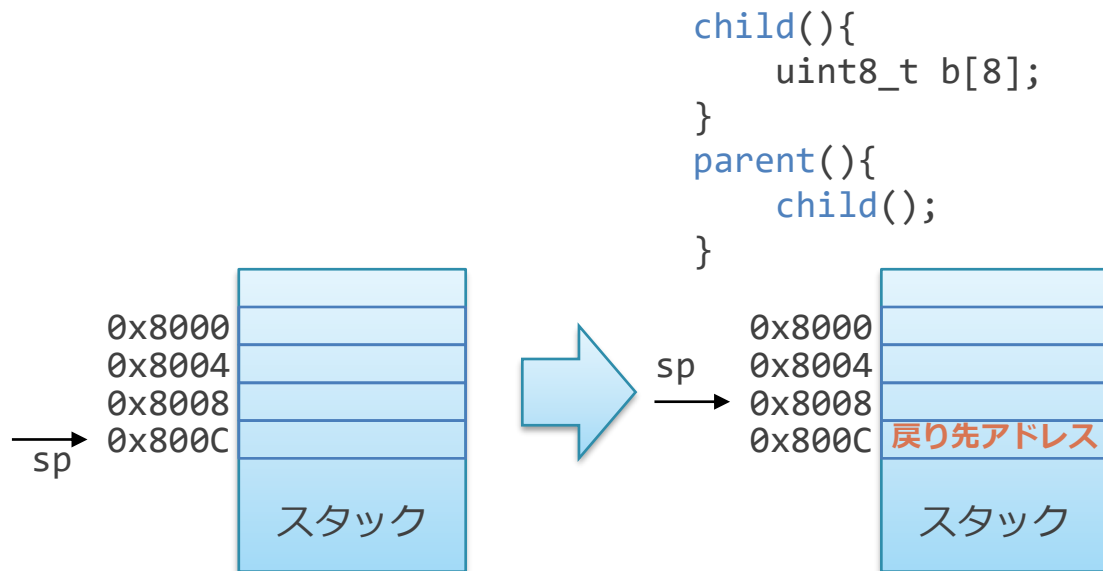 child(){
uint8_t b[8];
}
parent(){
child();
}
0x8000
0x8004
0x8008
0x800C
sp
スタック
sp
0x8000
0x8004
0x8008
0x800C
戻り先アドレス
スタック